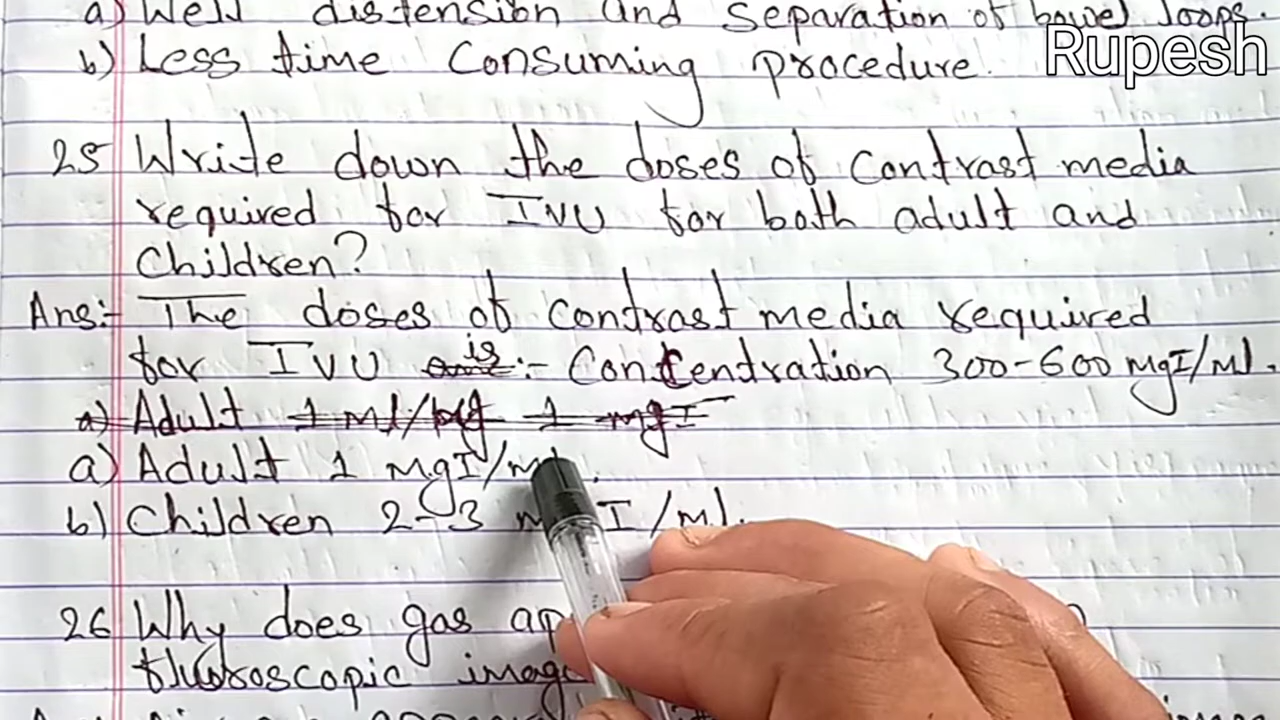 a) Well distension and separation of bowel loops.
Rupesh
b) Less time consuming procedure.
25 Write down the doses of contrast media
required for IVU for both adult and
children?
Ans:- The doses of contrast media required
for IVU is:- Concentration 300-600 mgI/ml.
a) Adult 1 ml/kg 1 mgI
a) Adult 1 mgI/ml.
b) Children 2-3 I/ml.
26 Why does gas
fluoroscopic